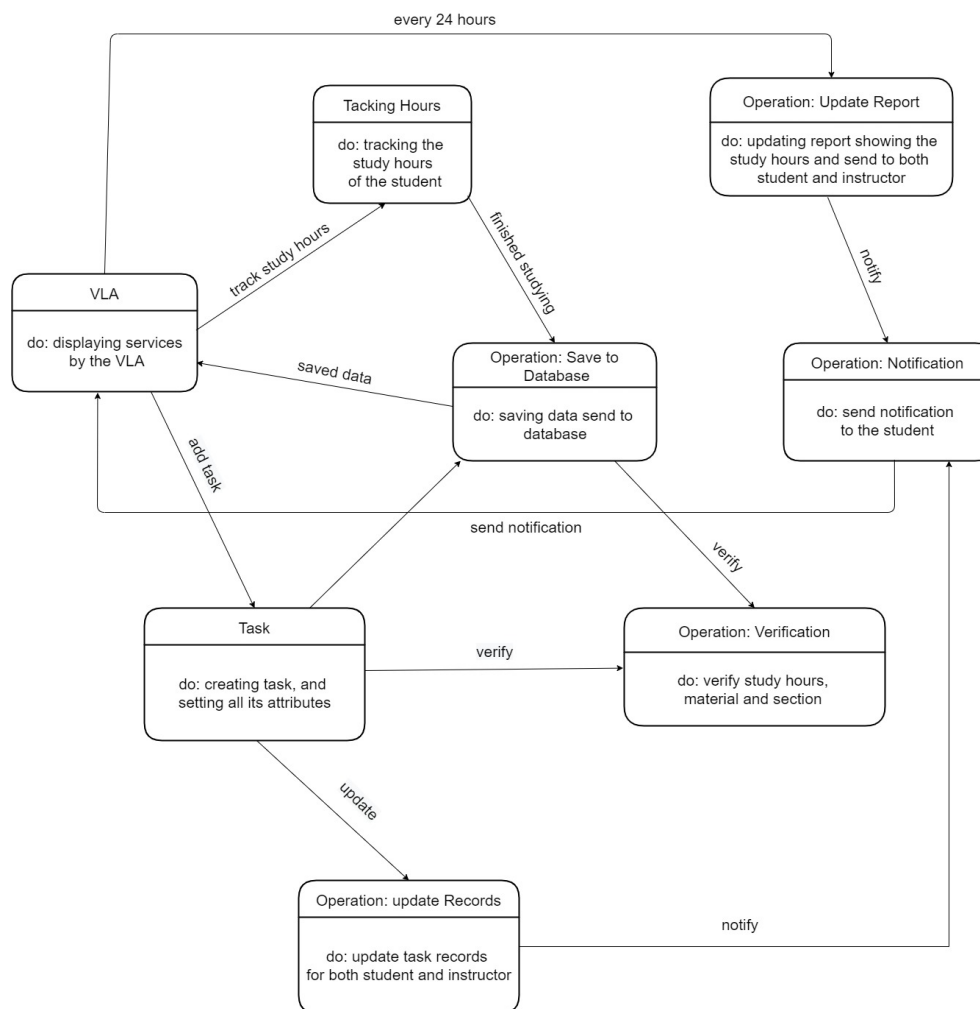 every 24 hours
Tacking Hours
do: tracking the
study hours
of the student
Operation: Update Report
do: updating report showing the
study hours and send to both
student and instructor
track study hours
finished studying
notify
VLA
do: displaying services
by the VLA
saved data
Operation: Save to
Database
do: saving data send to
database
Operation: Notification
do: send notification
to the student
add task
send notification
verify
Task
do: creating task, and
setting all its attributes
verify
Operation: Verification
do: verify study hours,
material and section
update
Operation: update Records
do: update task records
for both student and instructor
notify